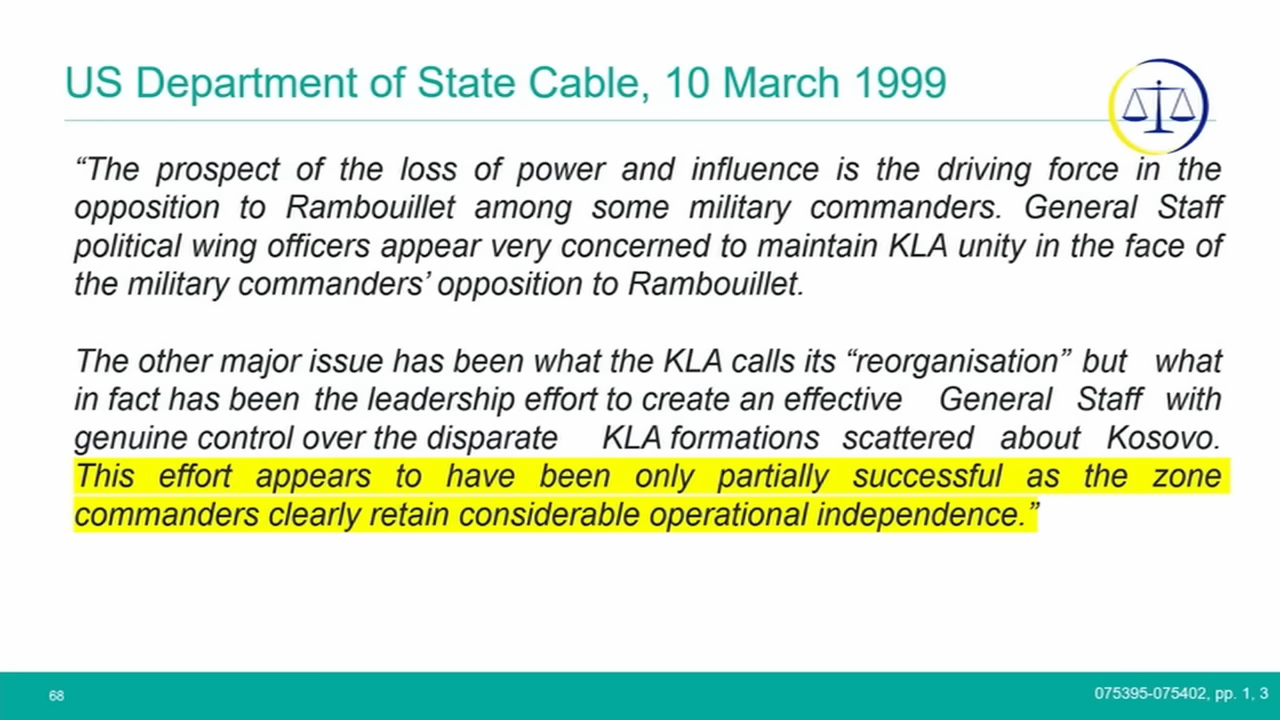 US Department of State Cable, 10 March 1999
“The prospect of the loss of power and influence is the driving force in the
opposition to Rambouillet among some military commanders. General Staff
political wing officers appear very concerned to maintain KLA unity in the face of
the military commanders’ opposition to Rambouillet.
The other major issue has been what the KLA calls its “reorganisation” but what
in fact has been the leadership effort to create an effective General Staff with
genuine control over the disparate KLA formations scattered about Kosovo.
This effort appears to have been only partially successful as the zone
commanders clearly retain considerable operational independence.”
68
075395-075402, pp. 1, 3